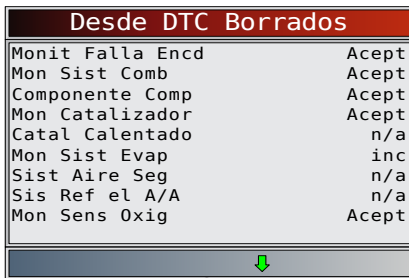 Desde DTC Borrados
Monit Falla Encd Acept
Mon Sist Comb Acept
Componente Comp Acept
Mon Catalizador Acept
Catal Calentado n/a
Mon Sist Evap inc
Sist Aire Seg n/a
Sis Ref el A/A n/a
Mon Sens Oxig Acept